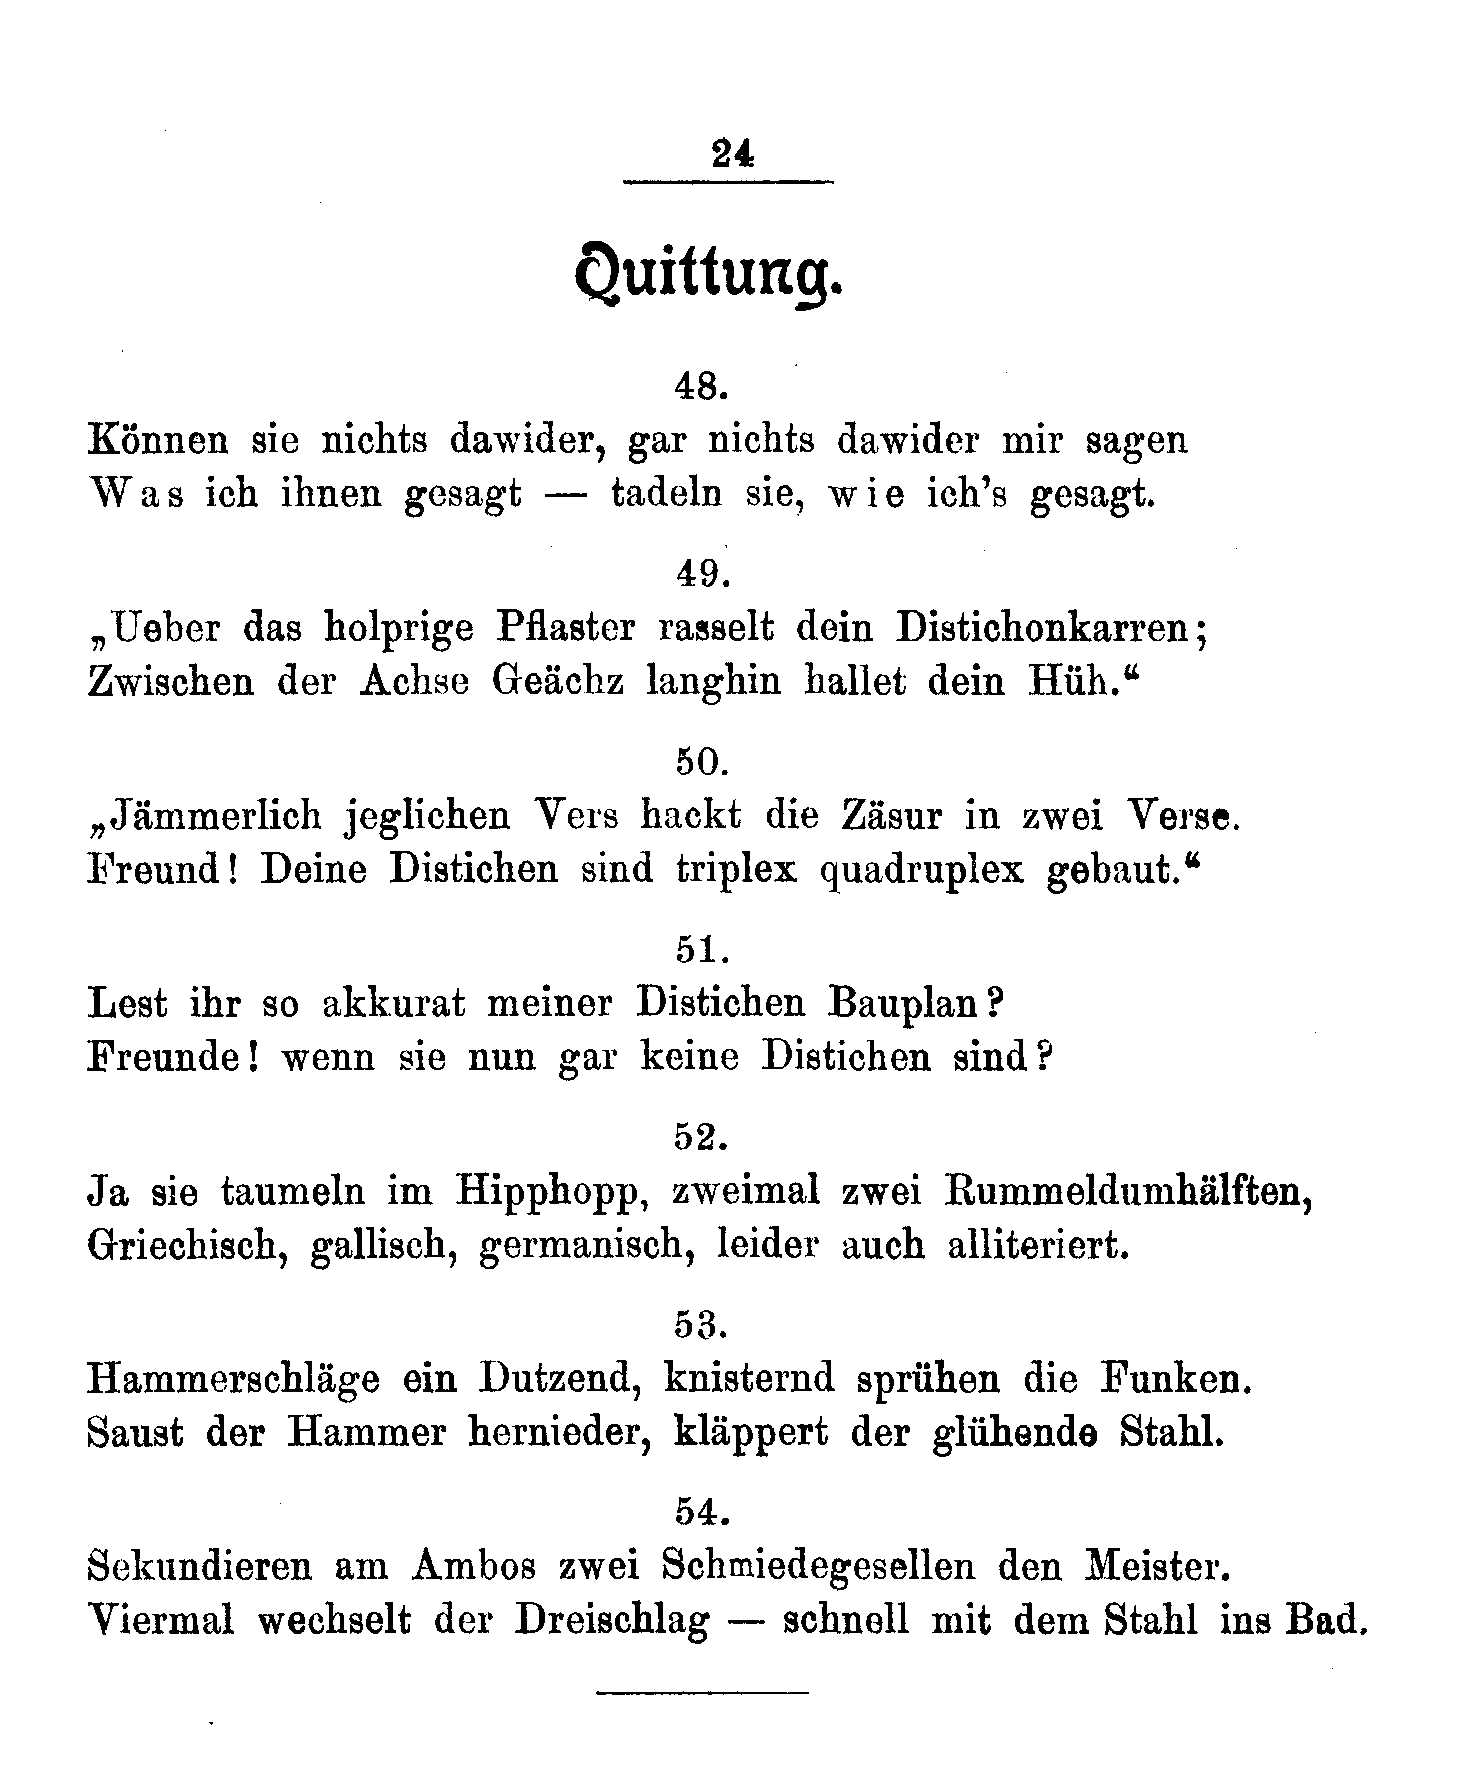 24
Quittung.
48.
Können sie nichts dawider, gar nichts dawider mir sagen
Was ich ihnen gesagt — tadeln sie, wie ich's gesagt.
49.
„Ueber das holprige Pflaster rasselt dein Distichonkarren;
Zwischen der Achse Geächz langhin hallet dein Hüh.“
50.
„Jämmerlich jeglichen Vers hackt die Zäsur in zwei Verse.
Freund! Deine Distichen sind triplex quadruplex gebaut.“
51.
Lest ihr so akkurat meiner Distichen Bauplan?
Freunde! wenn sie nun gar keine Distichen sind?
52.
Ja sie taumeln im Hipphopp, zweimal zwei Rummeldumhälften,
Griechisch, gallisch, germanisch, leider auch alliteriert.
53.
Hammerschläge ein Dutzend, knisternd sprühen die Funken.
Saust der Hammer hernieder, kläppert der glühende Stahl.
54.
Sekundieren am Ambos zwei Schmiedegesellen den Meister.
Viermal wechselt der Dreischlag — schnell mit dem Stahl ins Bad.